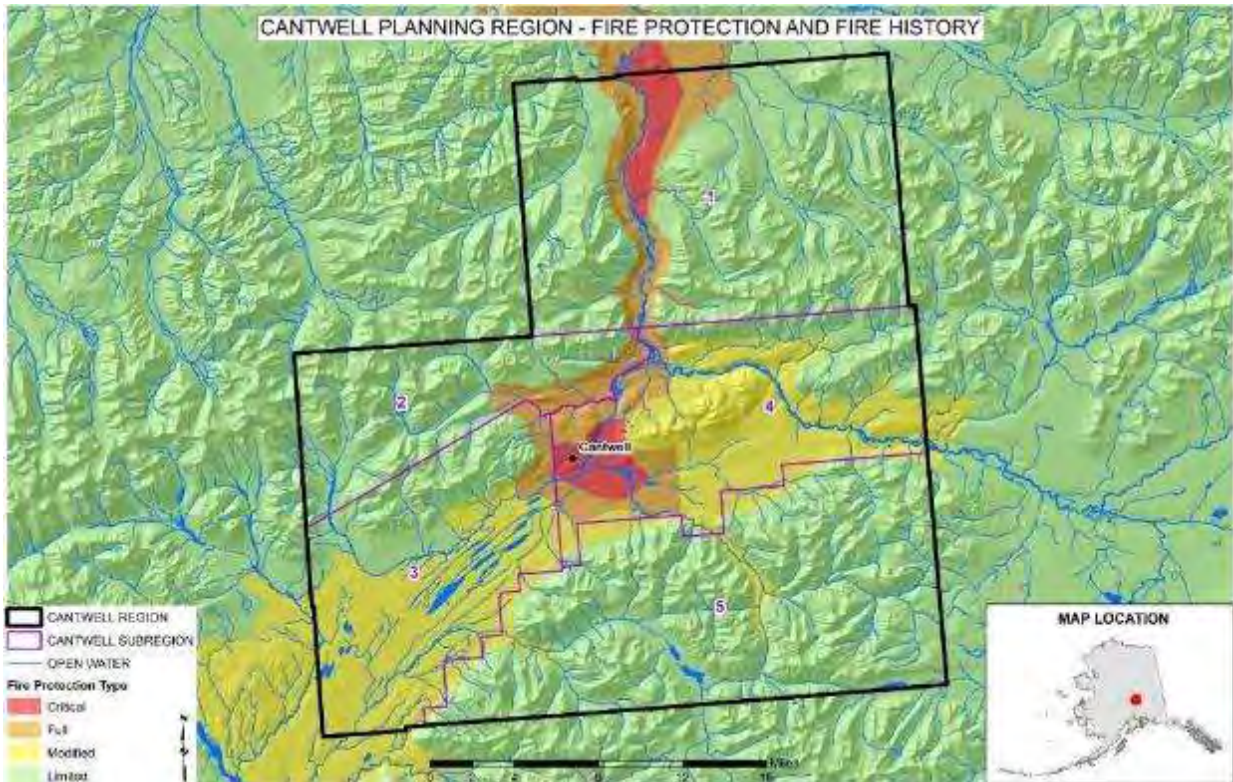 CANTWELL PLANNING REGION - FIRE PROTECTION AND FIRE HISTORY
1
2
4
Cantwell
3
5
CANTWELL REGION
CANTWELL SUBREGION
OPEN WATER
Fire Protection Type
Critical
Full
Modified
Limited
N
Miles
MAP LOCATION